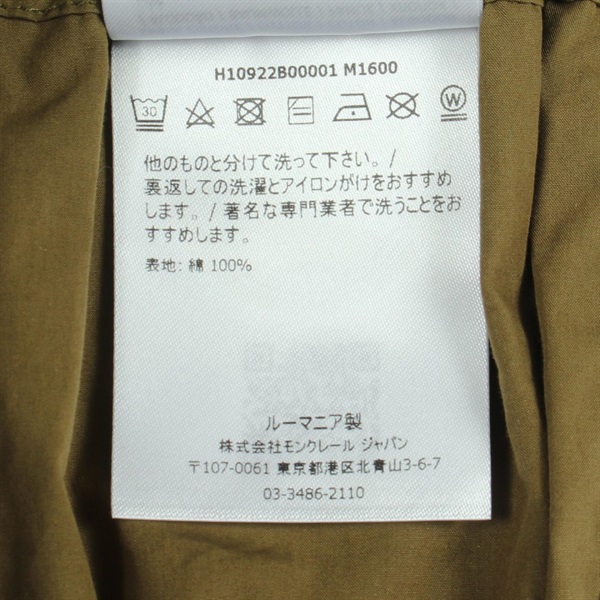 H10922B00001 M1600
30
W
他のものと分けて洗って下さい。/
裏返しての洗濯とアイロンがけをおすすめ
します。/ 著名な専門業者で洗うことをお
すすめします。
表地: 綿 100%
ルーマニア製
株式会社モンクレール ジャパン
〒107-0061 東京都港区北青山3-6-7
03-3486-2110